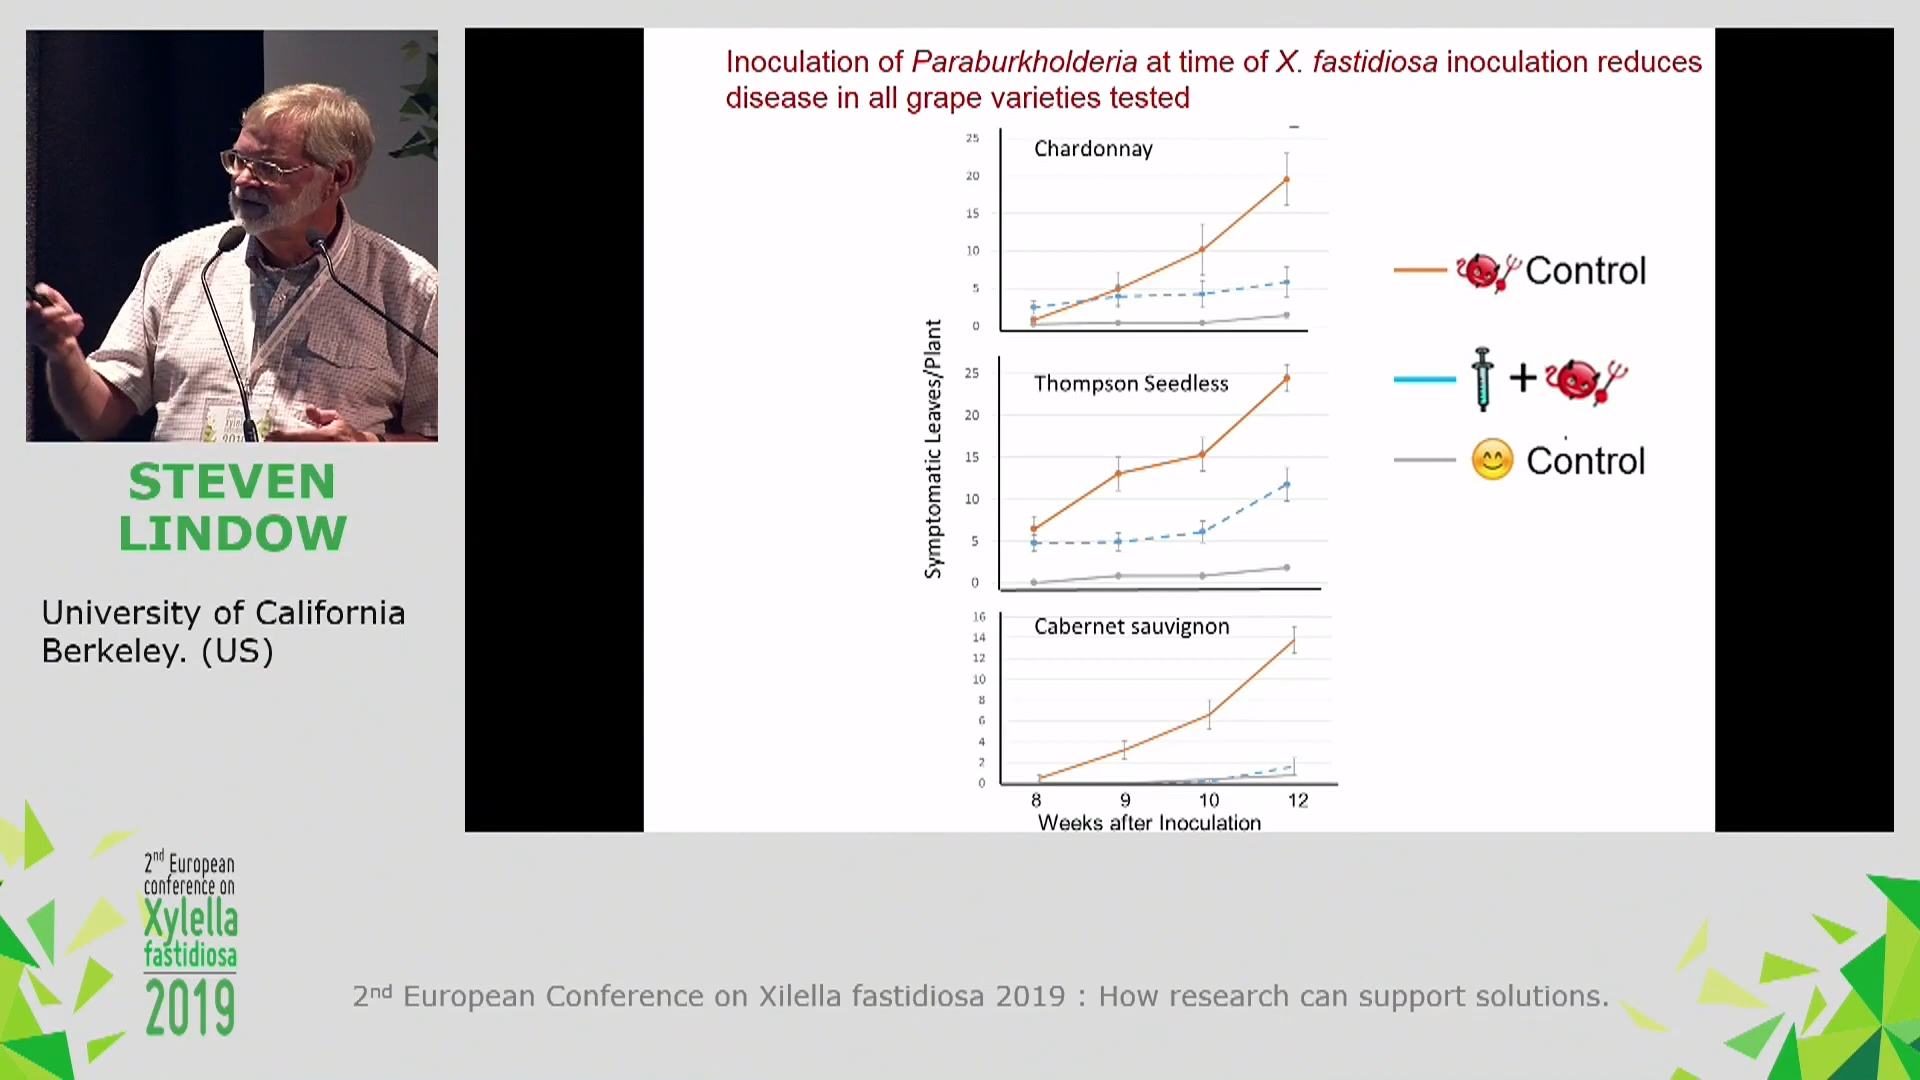 Inoculation of Paraburkholderia at time of X. fastidiosa inoculation reduces
disease in all grape varieties tested
Symptomatic Leaves/Plant
Chardonnay
25
20
15
10
5
0
Thompson Seedless
25
20
15
10
5
0
Cabernet sauvignon
16
14
12
10
8
6
4
2
0
8 9 10 12
Weeks after Inoculation
Control
+
Control
STEVEN
LINDOW
University of California
Berkeley. (US)
2nd European
conference on
Xylella
fastidiosa
2019
2nd European Conference on Xilella fastidiosa 2019 : How research can support solutions.